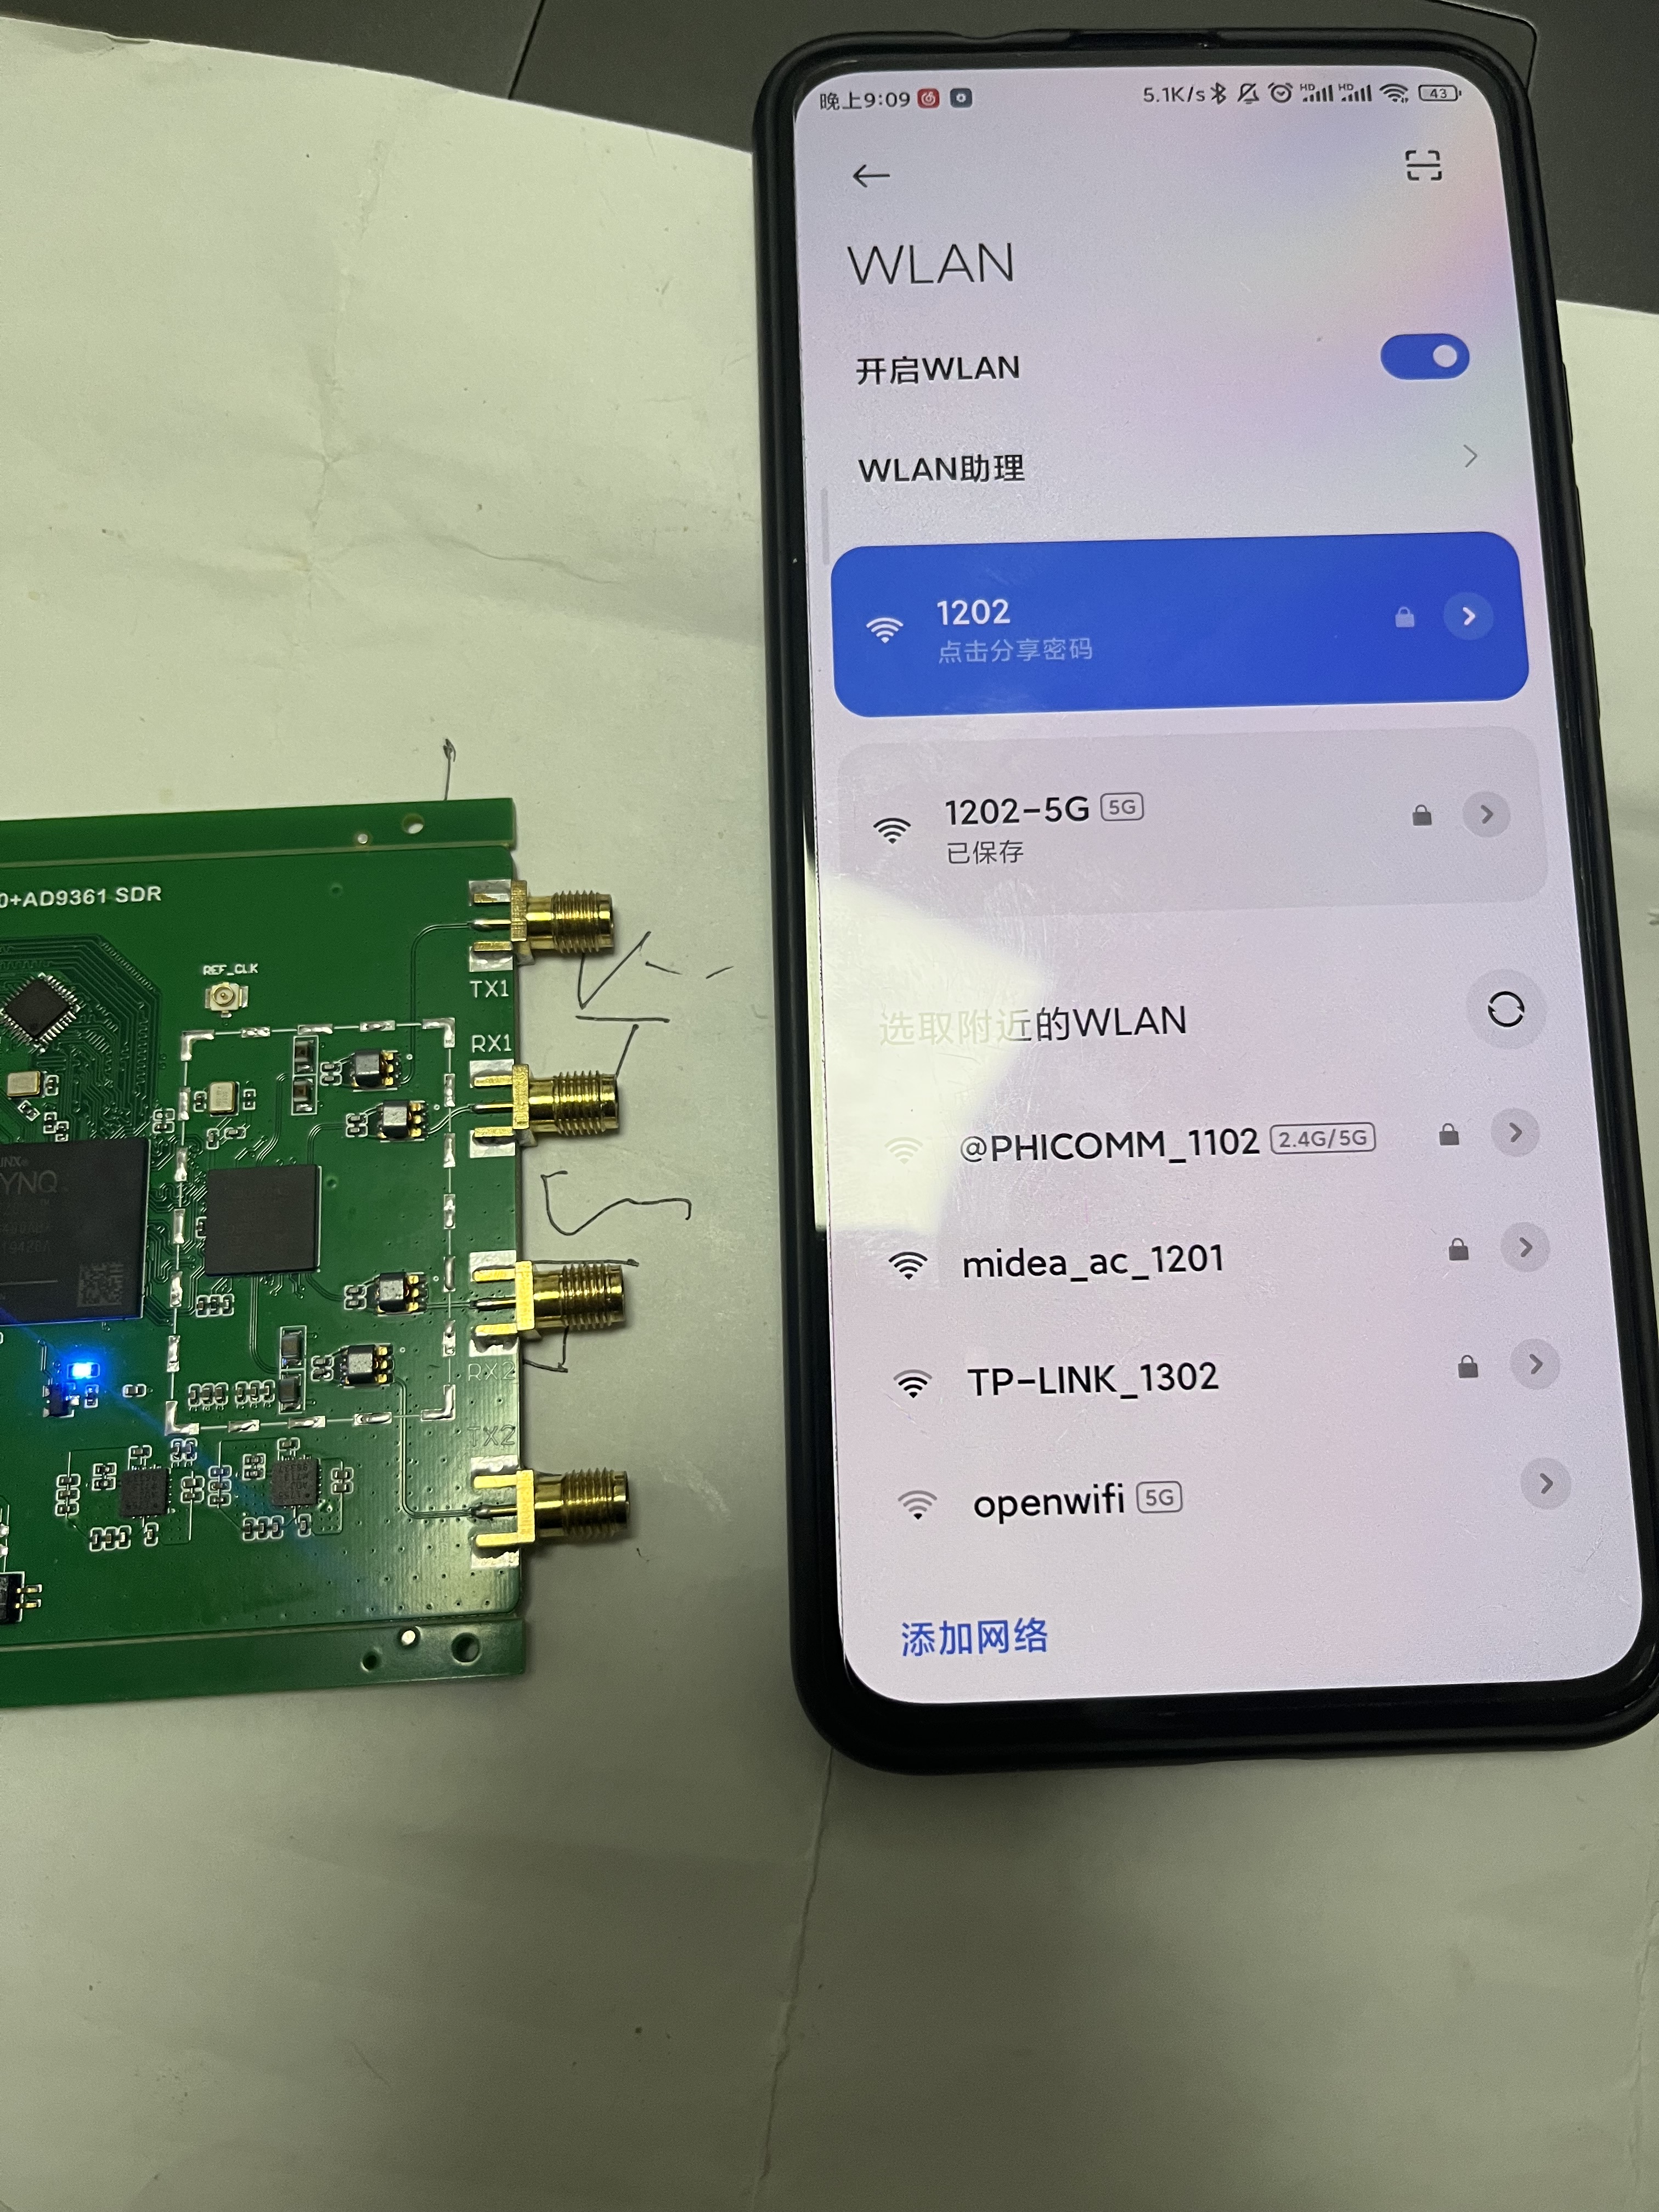 晚上9:09
5.1K/s HD HD 43
WLAN
开启WLAN
WLAN助理
1202
点击分享密码
1202-5G 5G
已保存
选取附近的WLAN
@PHICOMM_1102 2.4G/5G
midea_ac_1201
TP-LINK_1302
openwifi 5G
添加网络
0+AD9361 SDR
REF_CLK
TX1
RX1
YNQ
RX2
TX2